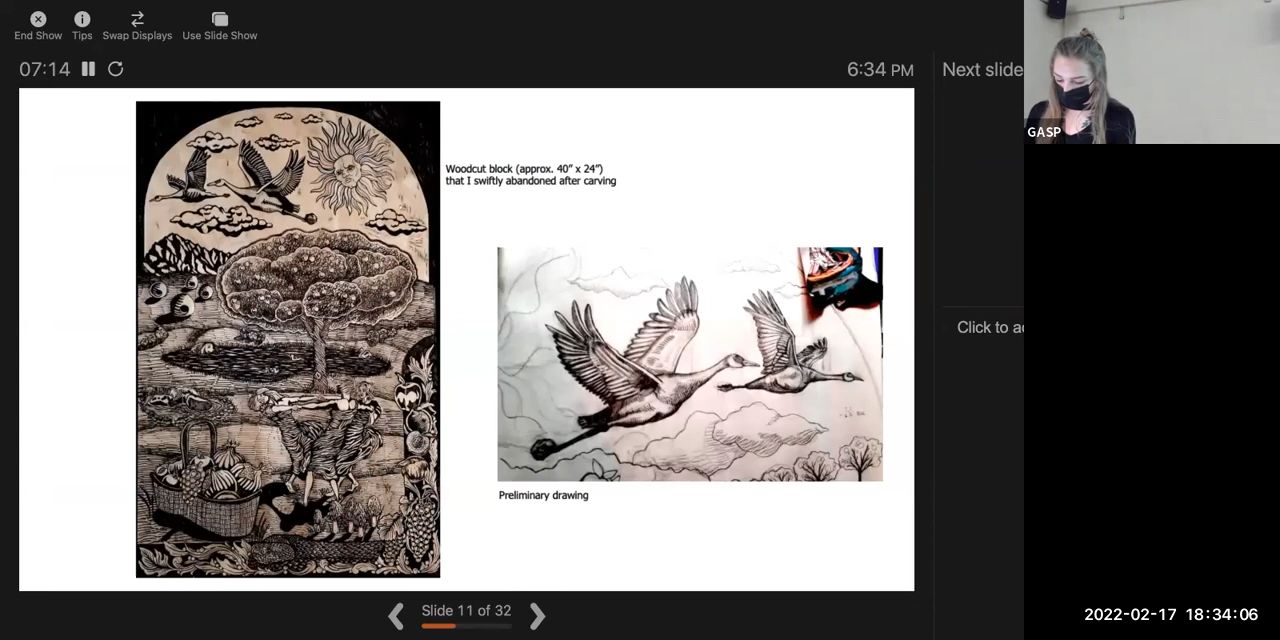 End Show Tips Swap Displays Use Slide Show
07:14
6:34 PM
Next slide
GASP
Woodcut block (approx. 40” x 24”)
that I swiftly abandoned after carving
Click to
Preliminary drawing
Slide 11 of 32
2022-02-17 18:34:06